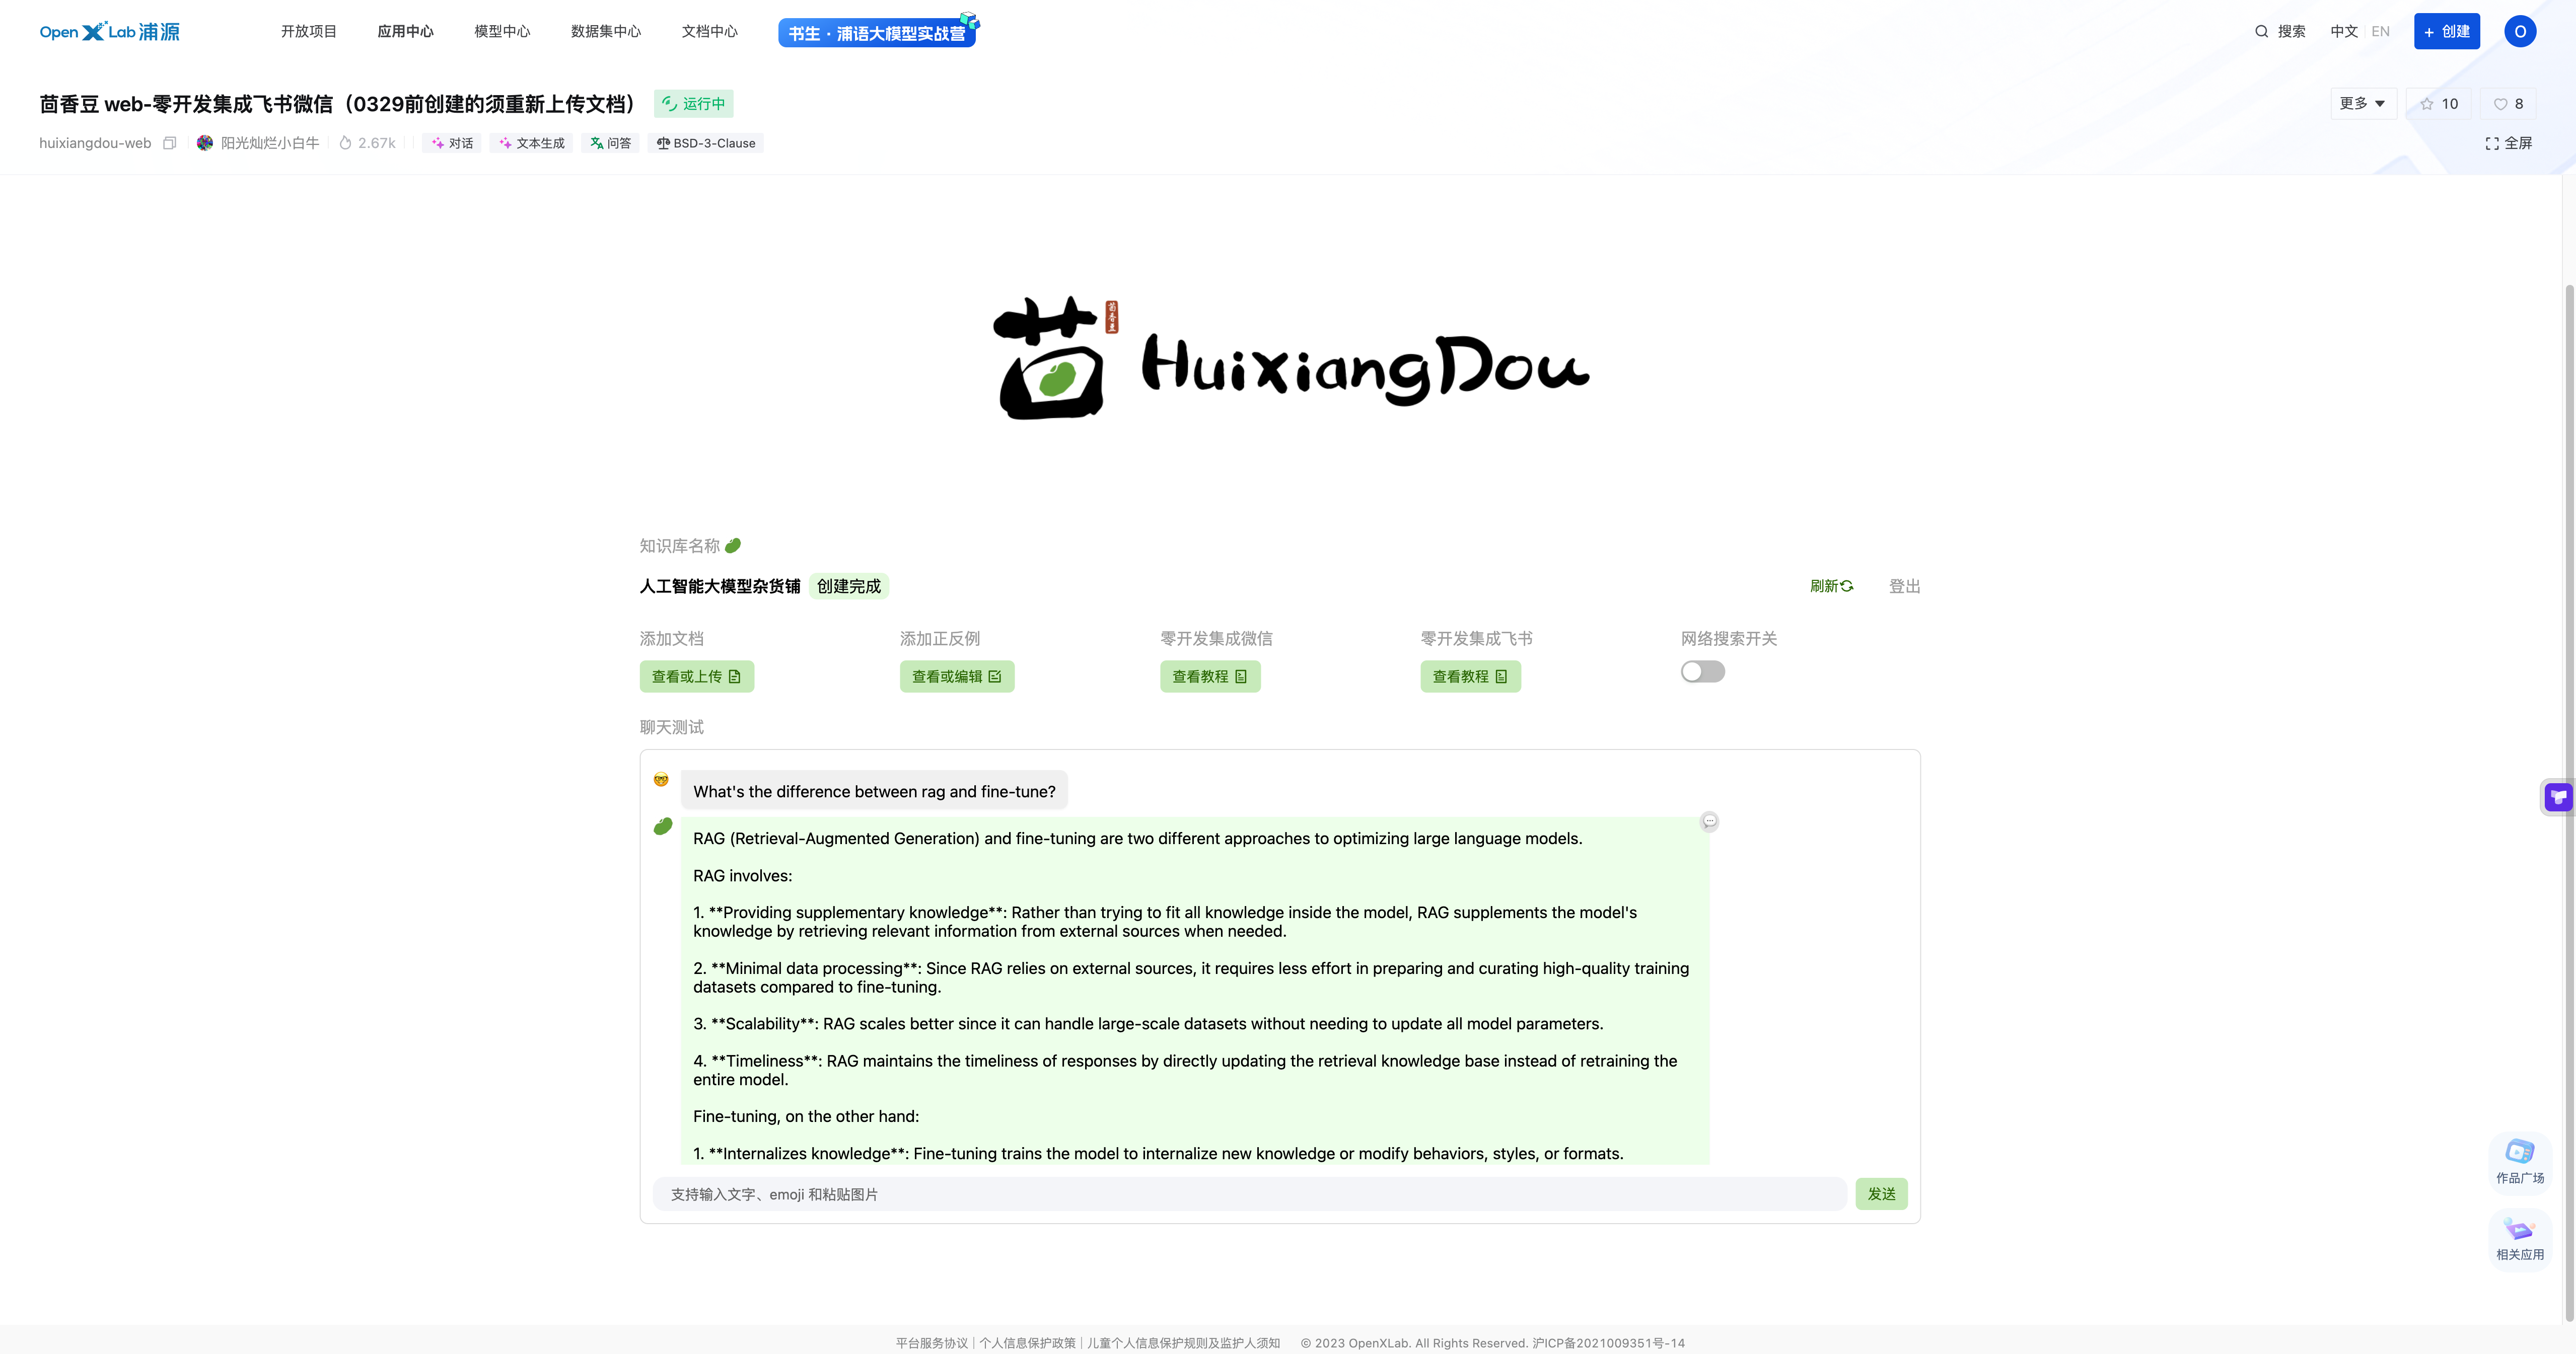 OpenXLab浦源
开放项目
应用中心
模型中心
数据集中心
文档中心
书生·浦语大模型实战营
搜索
中文 EN
+ 创建
O
茴香豆 web-零开发集成飞书微信（0329前创建的须重新上传文档）
运行中
更多
10
8
huixiangdou-web
阳光灿烂小白牛
2.67k
对话
文本生成
问答
BSD-3-Clause
全屏
茴
茴香豆
HuixiangDou
知识库名称
人工智能大模型杂货铺
创建完成
刷新
登出
添加文档
添加正反例
零开发集成微信
零开发集成飞书
网络搜索开关
查看或上传
查看或编辑
查看教程
查看教程
聊天测试
What's the difference between rag and fine-tune?
RAG (Retrieval-Augmented Generation) and fine-tuning are two different approaches to optimizing large language models.
RAG involves:
1. **Providing supplementary knowledge**: Rather than trying to fit all knowledge inside the model, RAG supplements the model's
knowledge by retrieving relevant information from external sources when needed.
2. **Minimal data processing**: Since RAG relies on external sources, it requires less effort in preparing and curating high-quality training
datasets compared to fine-tuning.
3. **Scalability**: RAG scales better since it can handle large-scale datasets without needing to update all model parameters.
4. **Timeliness**: RAG maintains the timeliness of responses by directly updating the retrieval knowledge base instead of retraining the
entire model.
Fine-tuning, on the other hand:
1. **Internalizes knowledge**: Fine-tuning trains the model to internalize new knowledge or modify behaviors, styles, or formats.
支持输入文字、emoji 和粘贴图片
发送
作品广场
相关应用
平台服务协议 | 个人信息保护政策 | 儿童个人信息保护规则及监护人须知 © 2023 OpenXLab. All Rights Reserved. 沪ICP备2021009351号-14